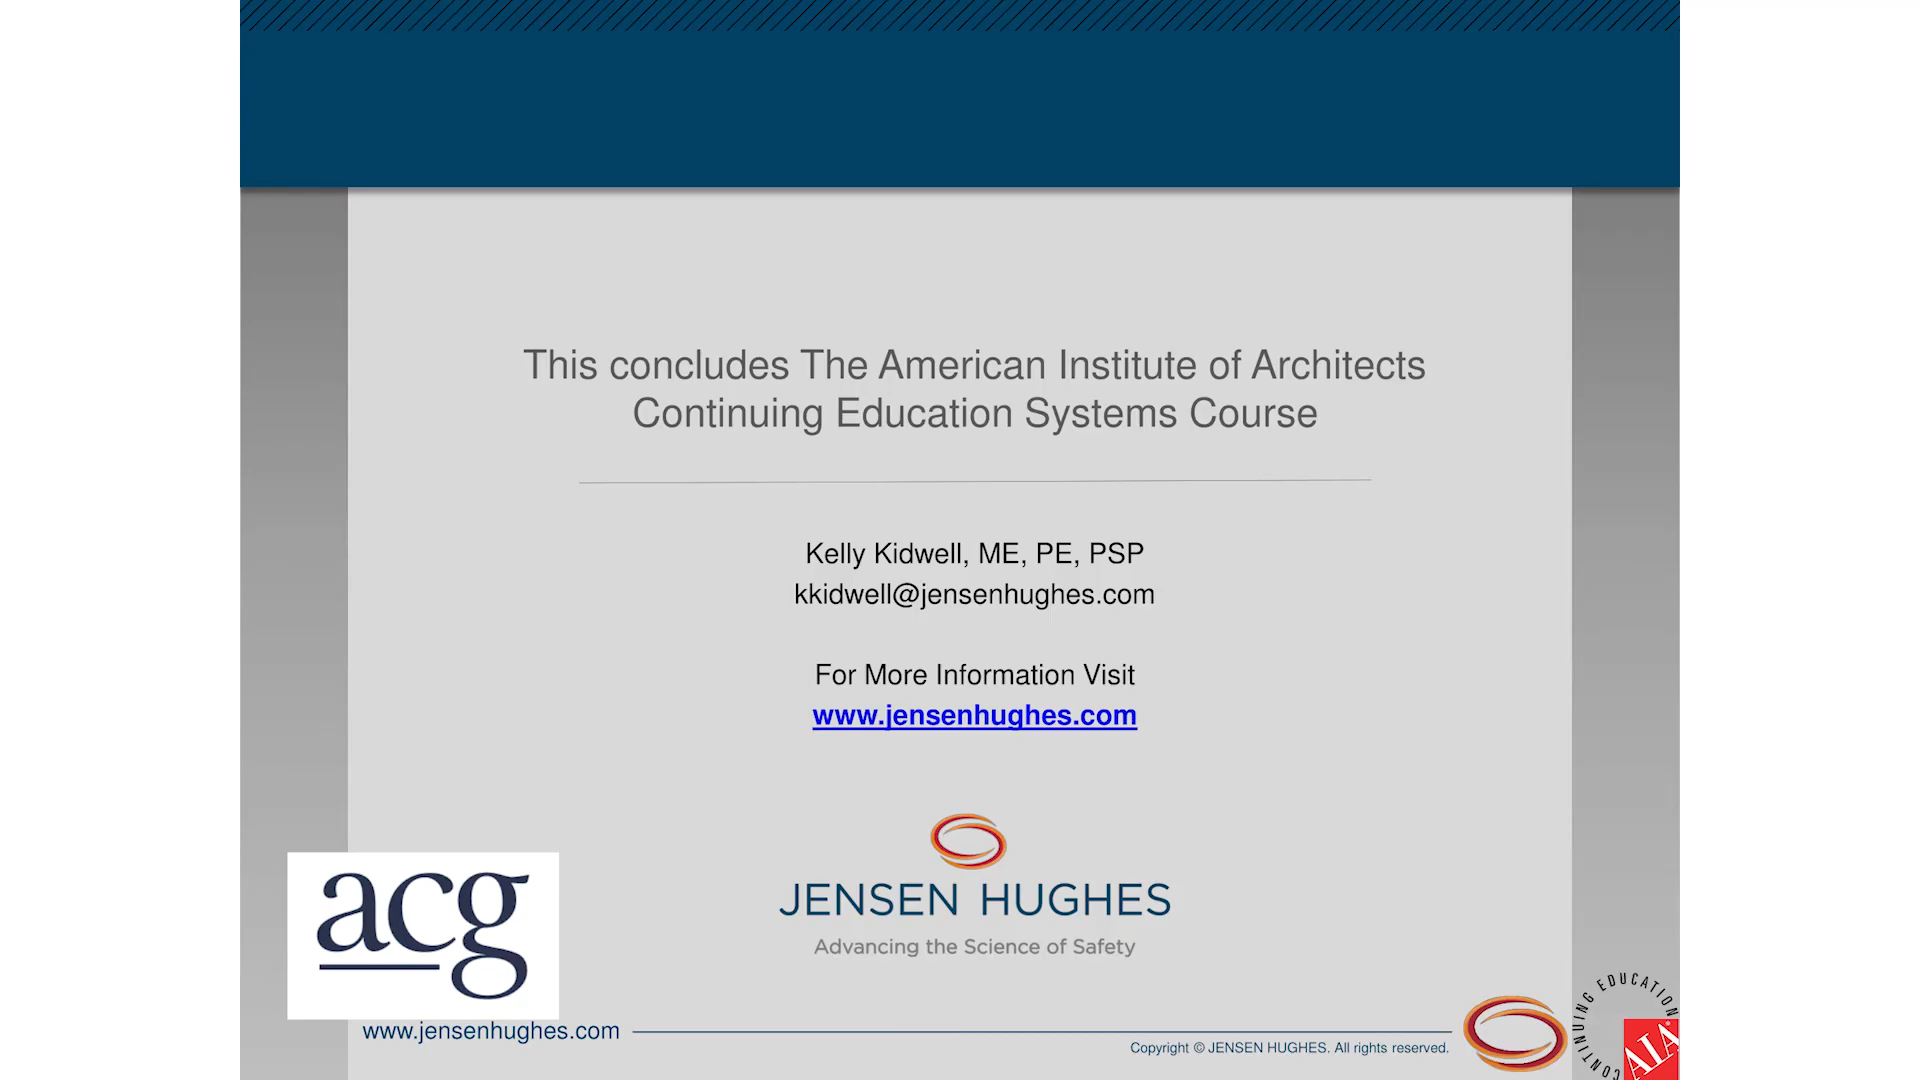 This concludes The American Institute of Architects
Continuing Education Systems Course
Kelly Kidwell, ME, PE, PSP
kkidwell@jensenhughes.com
For More Information Visit
www.jensenhughes.com
JENSEN HUGHES
Advancing the Science of Safety
acg
www.jensenhughes.com
Copyright © JENSEN HUGHES. All rights reserved.
CONTINUING EDUCATION
AIA